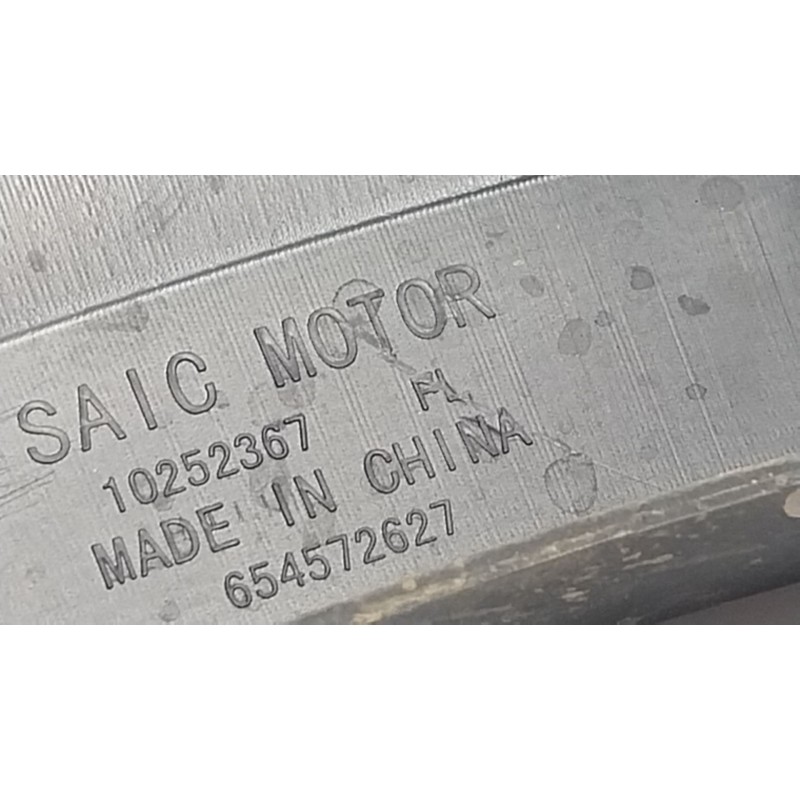 SAIC MOTOR
10252367 FL
MADE IN CHINA
654572627